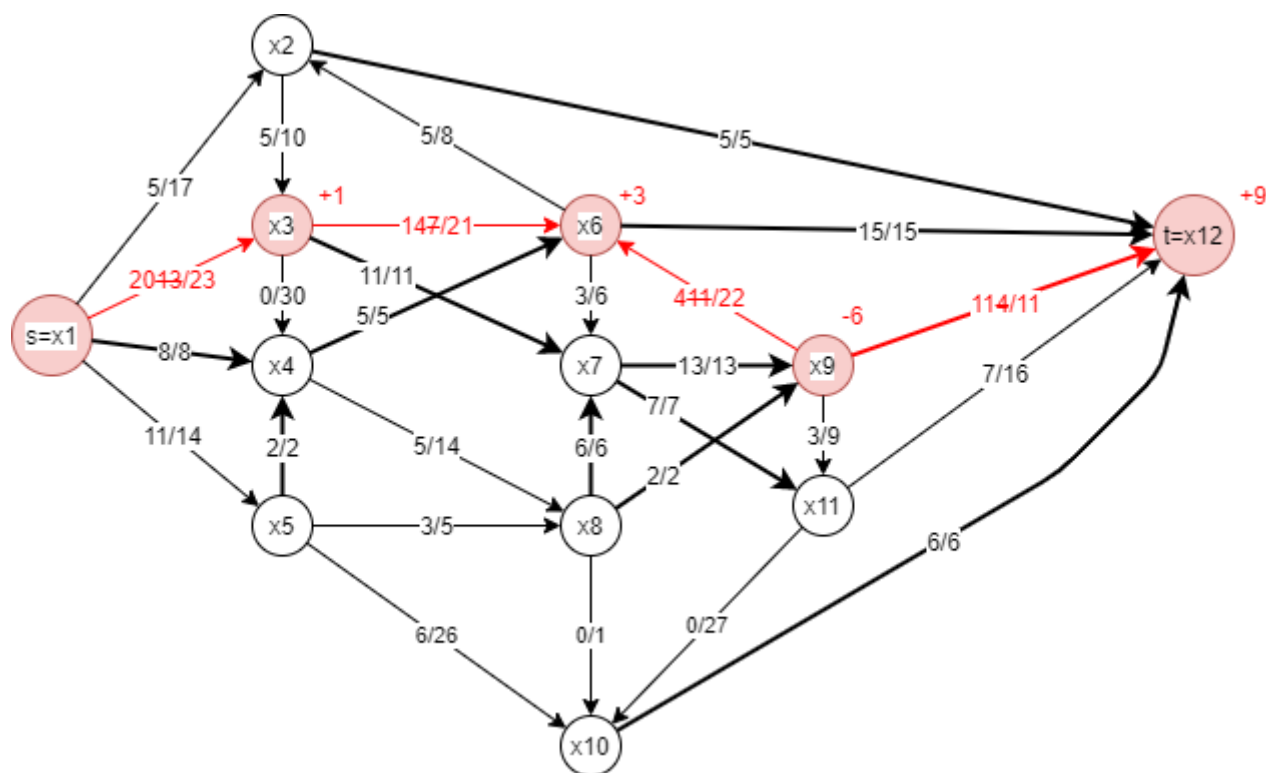 x2
5/10
5/8
5/5
5/17
+1
+3
+9
x3
147/21
x6
15/15
t=x12
2013/23
11/11
0/30
5/5
3/6
411/22
-6
114/11
s=x1
8/8
x4
x7
13/13
x9
7/16
7/7
11/14
2/2
5/14
6/6
2/2
3/9
x11
x5
3/5
x8
6/6
6/26
0/1
0/27
x10